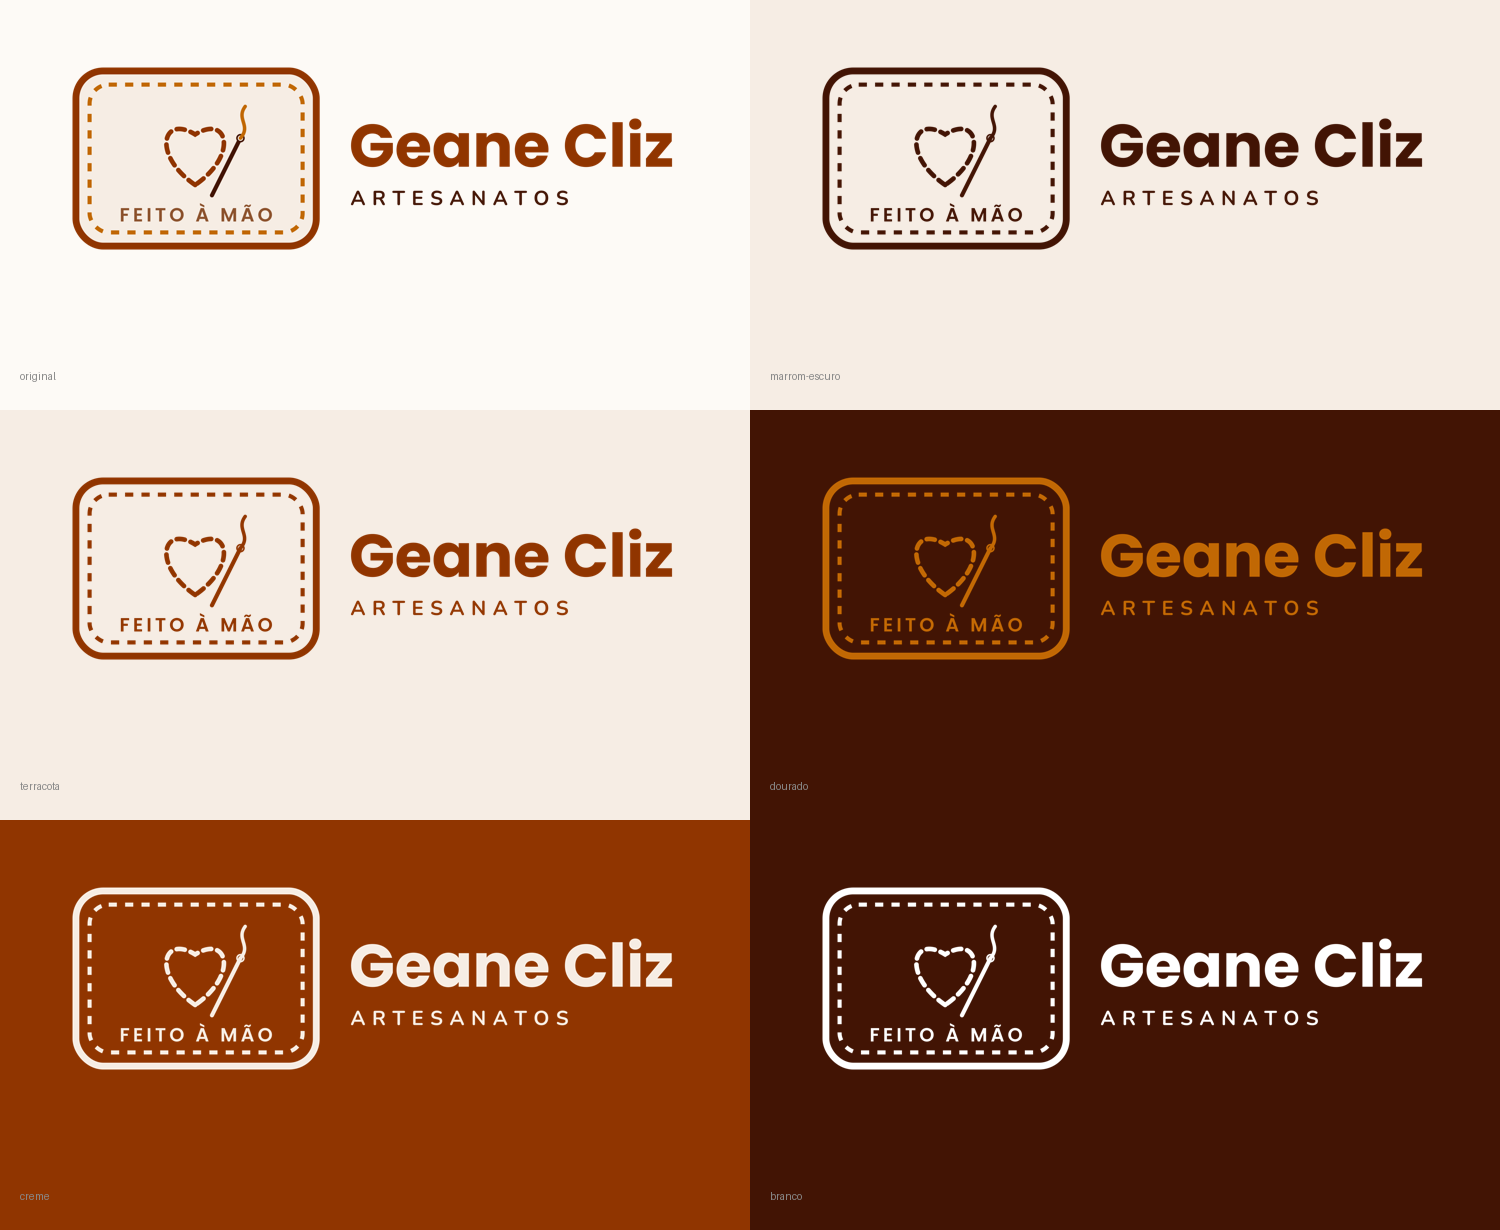 Geane Cliz
ARTESANATOS
FEITO À MÃO
original
Geane Cliz
ARTESANATOS
FEITO À MÃO
marrom-escuro
Geane Cliz
ARTESANATOS
FEITO À MÃO
terracota
Geane Cliz
ARTESANATOS
FEITO À MÃO
dourado
Geane Cliz
ARTESANATOS
FEITO À MÃO
creme
Geane Cliz
ARTESANATOS
FEITO À MÃO
branco